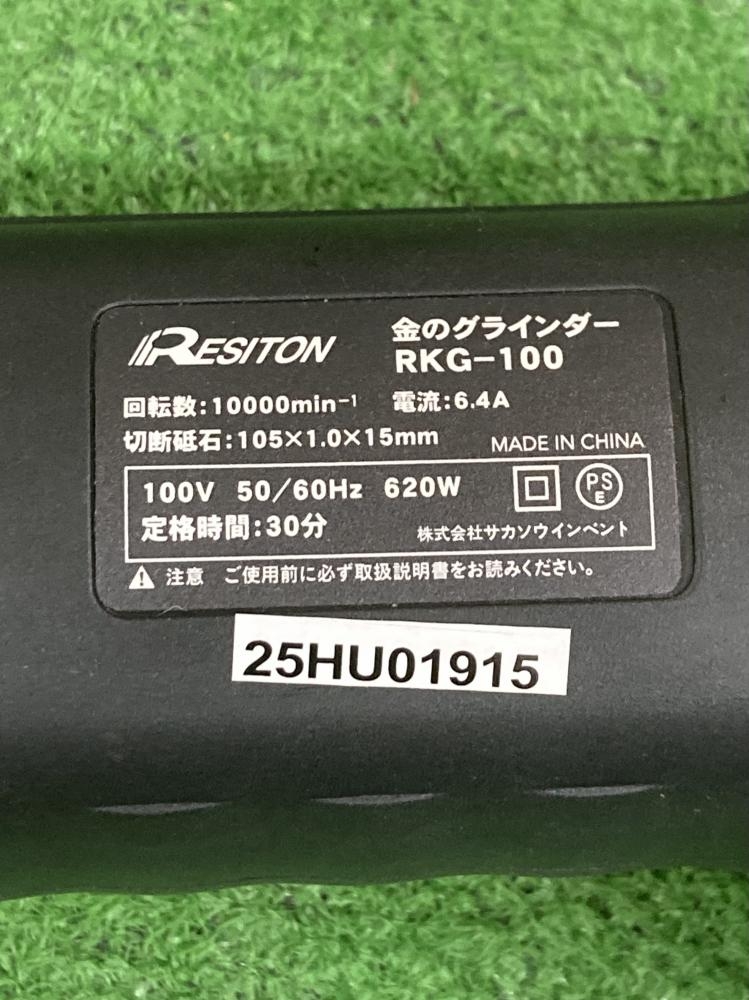 RESITON
金のグラインダー
RKG-100
回転数:10000min-1 電流:6.4A
切断砥石:105×1.0×15mm MADE IN CHINA
100V 50/60Hz 620W
PSE
定格時間:30分 株式会社サカソウインベント
注意 ご使用前に必ず取扱説明書をお読みください。
25HU01915